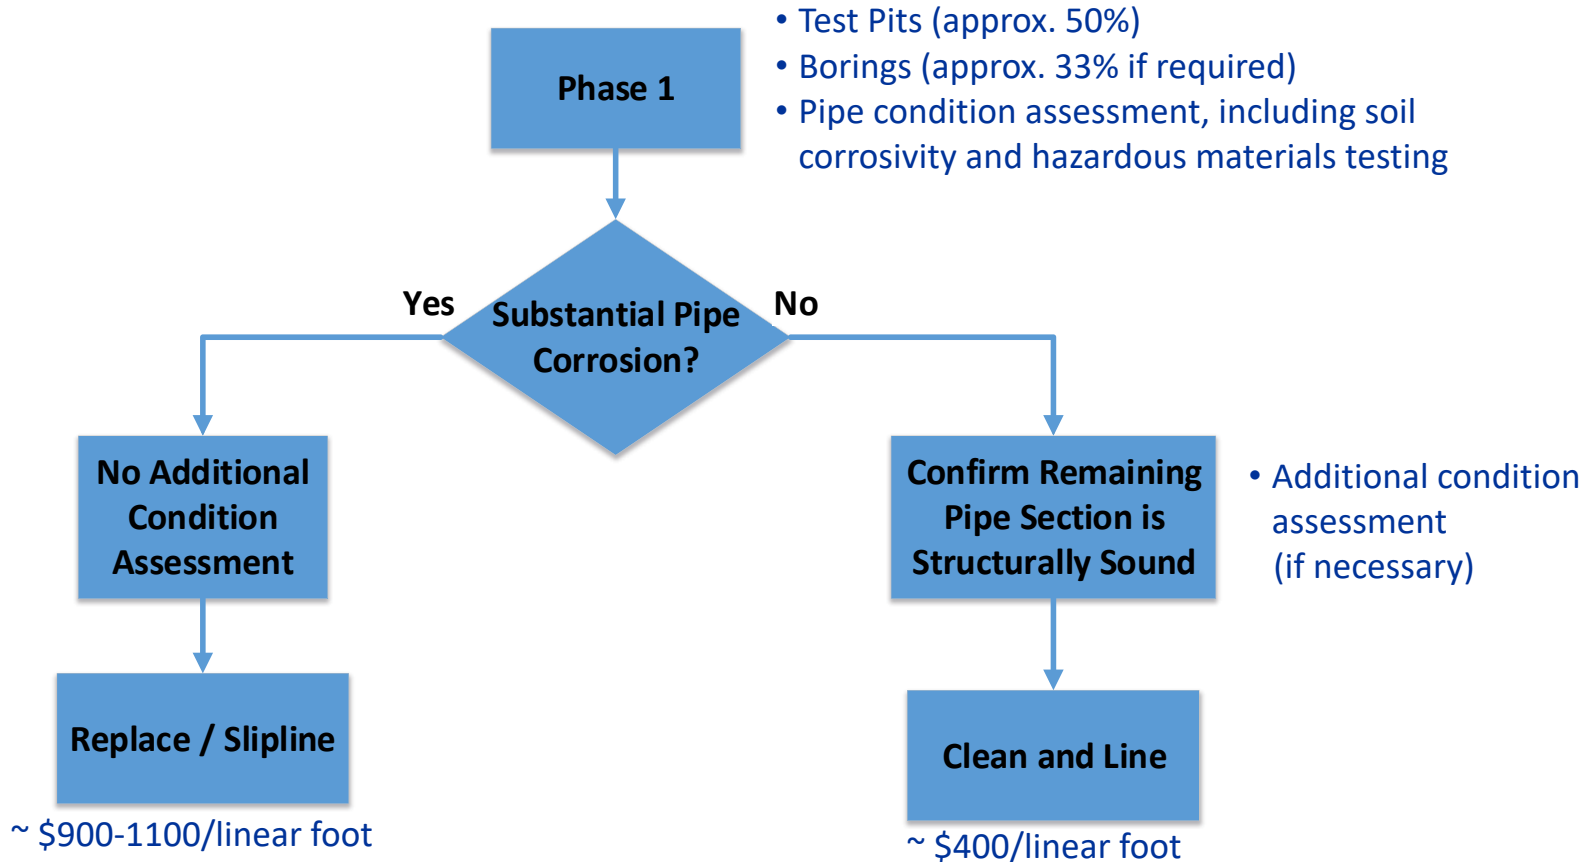 • Test Pits (approx. 50%)
• Borings (approx. 33% if required)
Phase 1
• Pipe condition assessment, including soil
corrosivity and hazardous materials testing
Yes
No
Substantial Pipe
Corrosion?
No Additional
Condition
Assessment
Confirm Remaining
Pipe Section is
Structurally Sound
• Additional condition
assessment
(if necessary)
Replace / Slipline
Clean and Line
~ $900-1100/linear foot
~ $400/linear foot